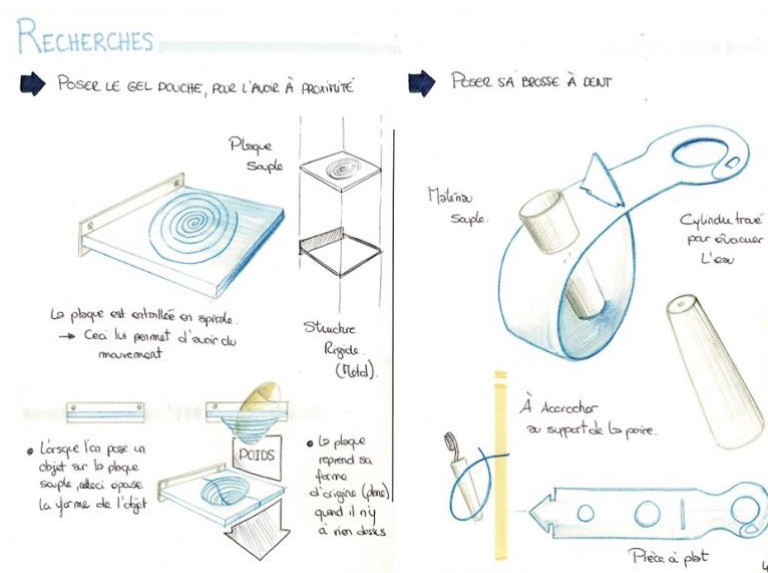 RECHERCHES
POSER LE GEL DOUCHE, POUR L'AVOIR À PROXIMITÉ
Plaque
Souple
La plaque est entaillée en spirale.
→ Ceci lui permet d'avoir du
mouvement
Structure
Rigide.
(Métal).
• Lorsque l'on pose un
objet sur la plaque
souple, celleci épouse
la forme de l'objet
POIDS
• La plaque
reprend sa
forme
d'origine (plane)
quand il n'y
a rien dessus
POSER SA BROSSE À DENT
Matériau
Souple.
Cylindre troué
par évacuer
L'eau
À Accrocher
au support de la poire.
Pièce à plat
4